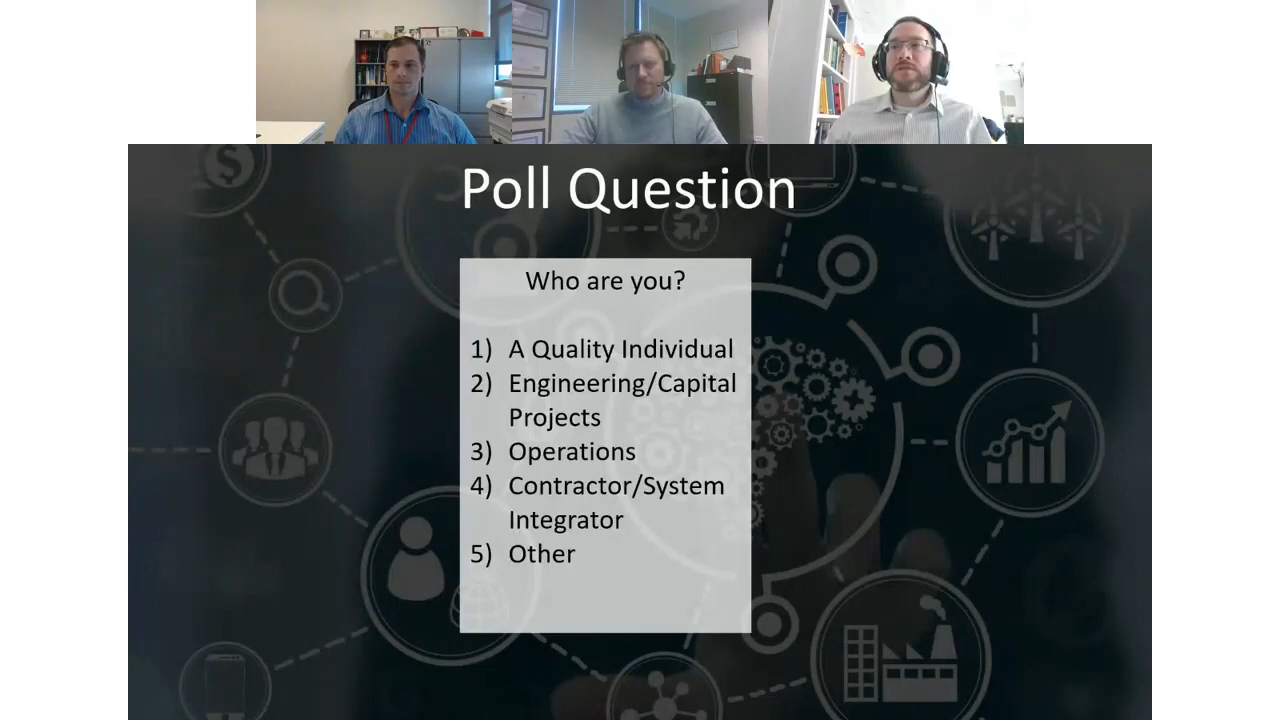 Poll Question
Who are you?
1) A Quality Individual
2) Engineering/Capital
Projects
3) Operations
4) Contractor/System
Integrator
5) Other